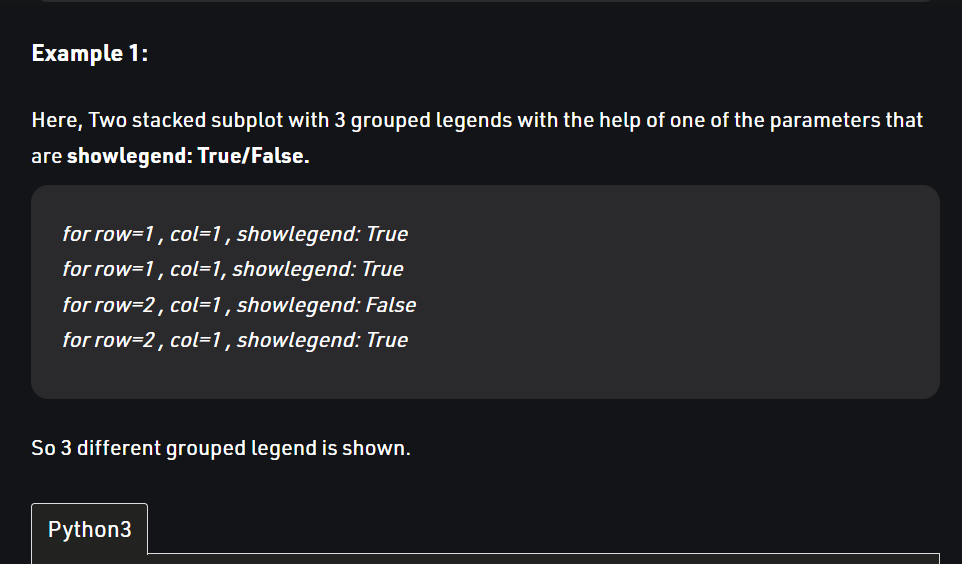 Example 1:
Here, Two stacked subplot with 3 grouped legends with the help of one of the parameters that
are showlegend: True/False.
for row=1 , col=1 , showlegend: True
for row=1 , col=1, showlegend: True
for row=2 , col=1 , showlegend: False
for row=2 , col=1 , showlegend: True
So 3 different grouped legend is shown.
Python3